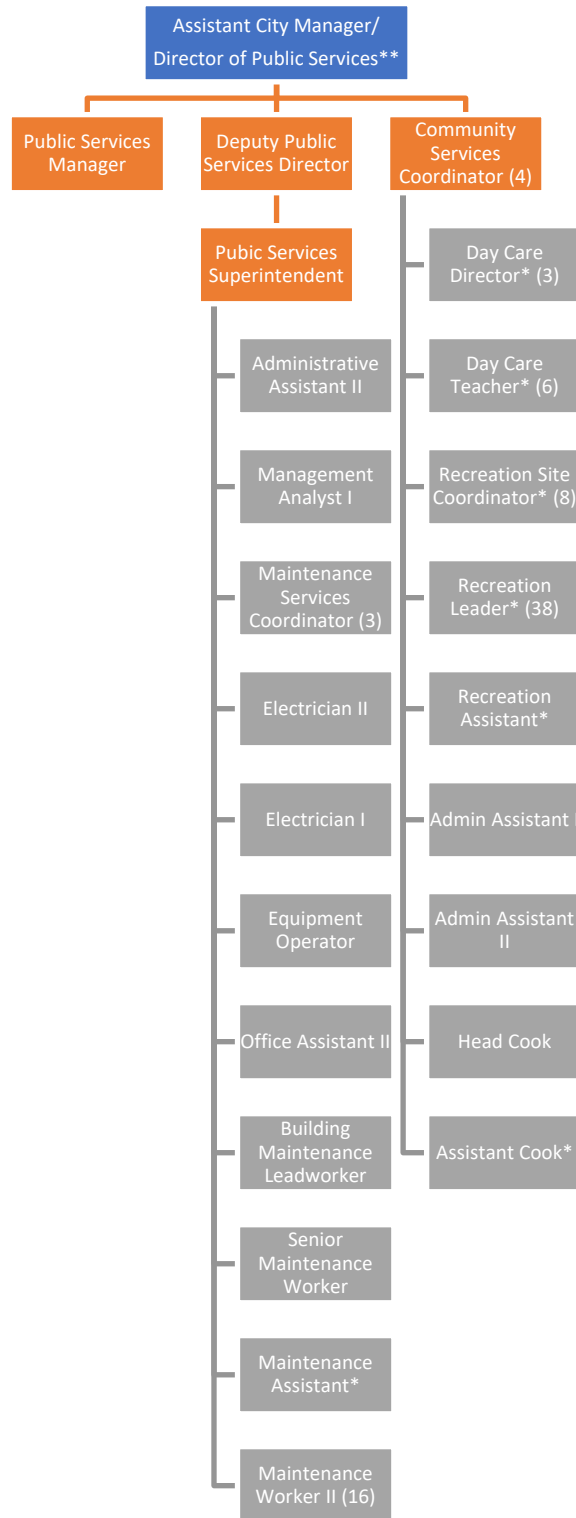 Assistant City Manager/
Director of Public Services**
Public Services
Manager
Deputy Public
Services Director
Community
Services
Coordinator (4)
Pubic Services
Superintendent
Administrative
Assistant II
Management
Analyst I
Maintenance
Services
Coordinator (3)
Electrician II
Electrician I
Equipment
Operator
Office Assistant II
Building
Maintenance
Leadworker
Senior
Maintenance
Worker
Maintenance
Assistant*
Maintenance
Worker II (16)
Day Care
Director* (3)
Day Care
Teacher* (6)
Recreation Site
Coordinator* (8)
Recreation
Leader* (38)
Recreation
Assistant*
Admin Assistant I
Admin Assistant
II
Head Cook
Assistant Cook*